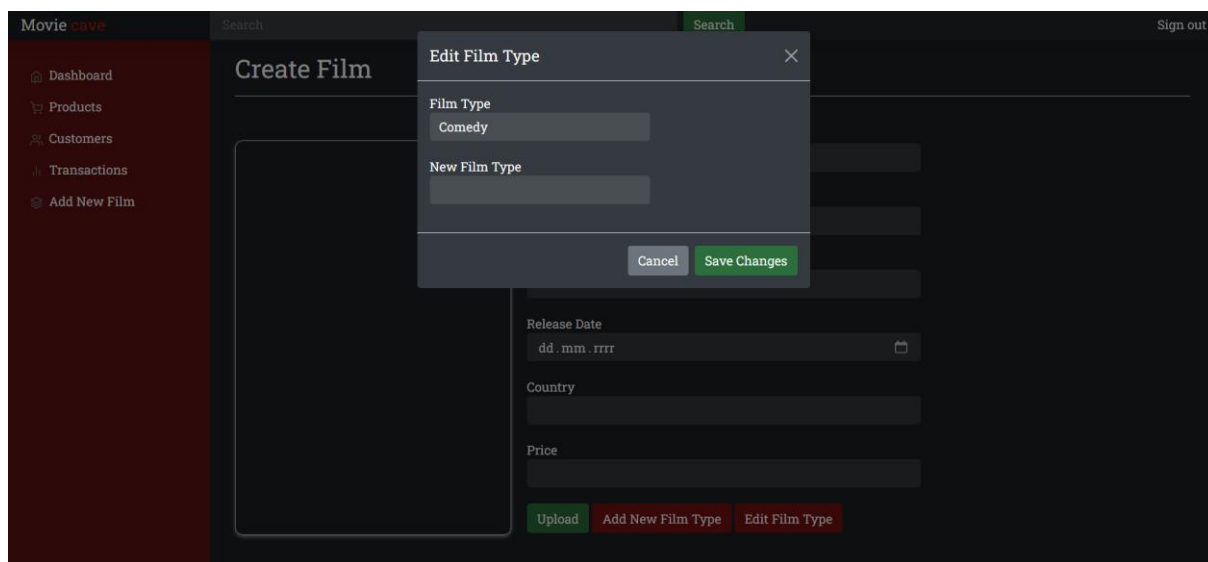 Movie cave
Search
Search
Sign out
Dashboard
Products
Customers
Transactions
Add New Film
Create Film
Edit Film Type
Film Type
Comedy
New Film Type
Cancel
Save Changes
Release Date
dd.mm.rrrr
Country
Price
Upload
Add New Film Type
Edit Film Type